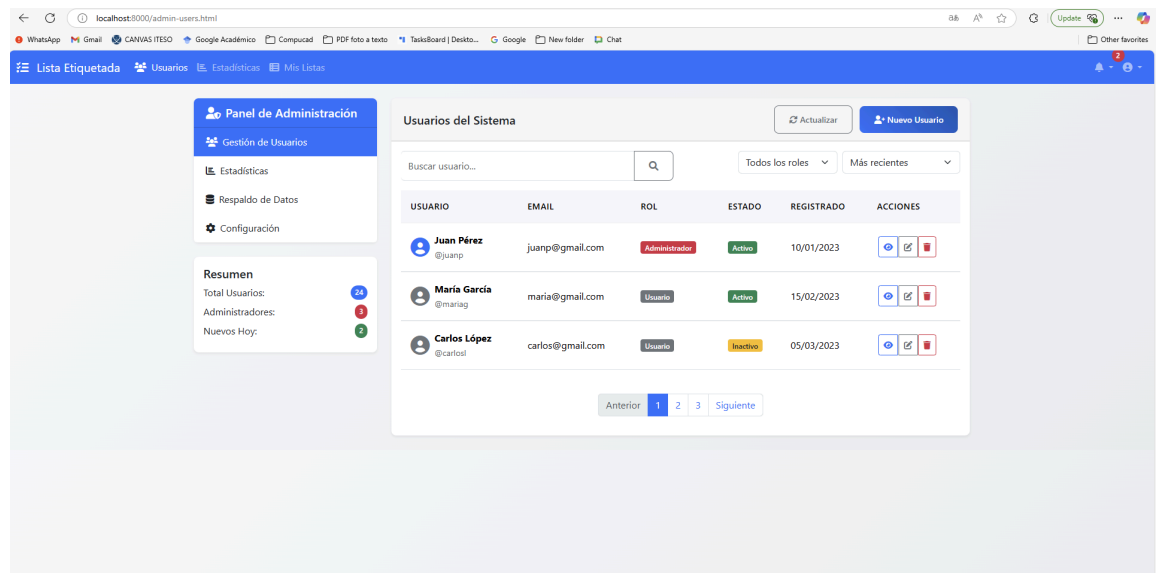 localhost:8000/admin-users.html
Update
WhatsApp Gmail CANVAS ITESO Google Académico Compucad PDF foto a texto TasksBoard | Deskto... Google New folder Chat Other favorites
Lista Etiquetada Usuarios Estadísticas Mis Listas 2
Panel de Administración
Gestión de Usuarios
Estadísticas
Respaldo de Datos
Configuración
Resumen
Total Usuarios: 24
Administradores: 3
Nuevos Hoy: 2
Usuarios del Sistema Actualizar Nuevo Usuario
Buscar usuario... Todos los roles Más recientes
USUARIO EMAIL ROL ESTADO REGISTRADO ACCIONES
Juan Pérez
@juanp juanp@gmail.com Administrador Activo 10/01/2023
María García
@mariag maria@gmail.com Usuario Activo 15/02/2023
Carlos López
@carlosl carlos@gmail.com Usuario Inactivo 05/03/2023
Anterior 1 2 3 Siguiente